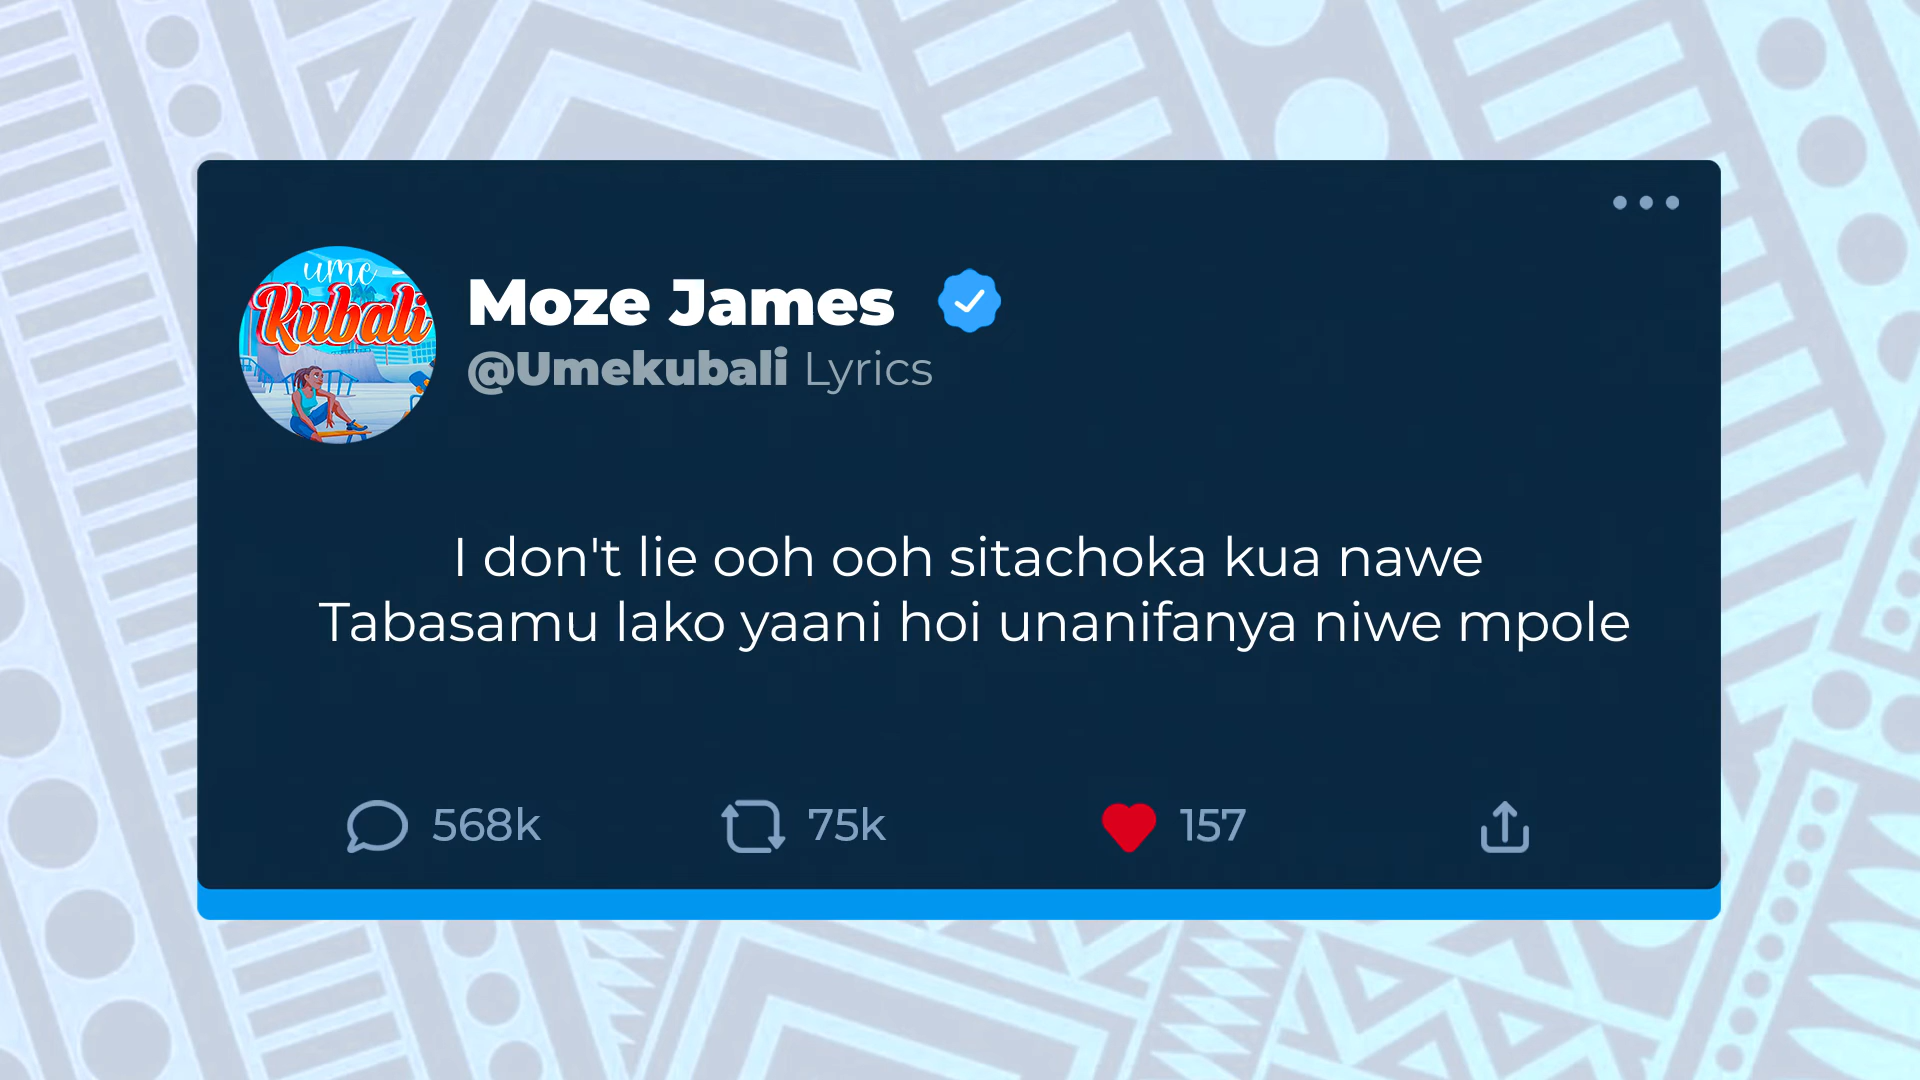 ume
Kubali
Moze James
@Umekubali Lyrics
I don't lie ooh ooh sitachoka kua nawe
Tabasamu lako yaani hoi unanifanya niwe mpole
568k
75k
157